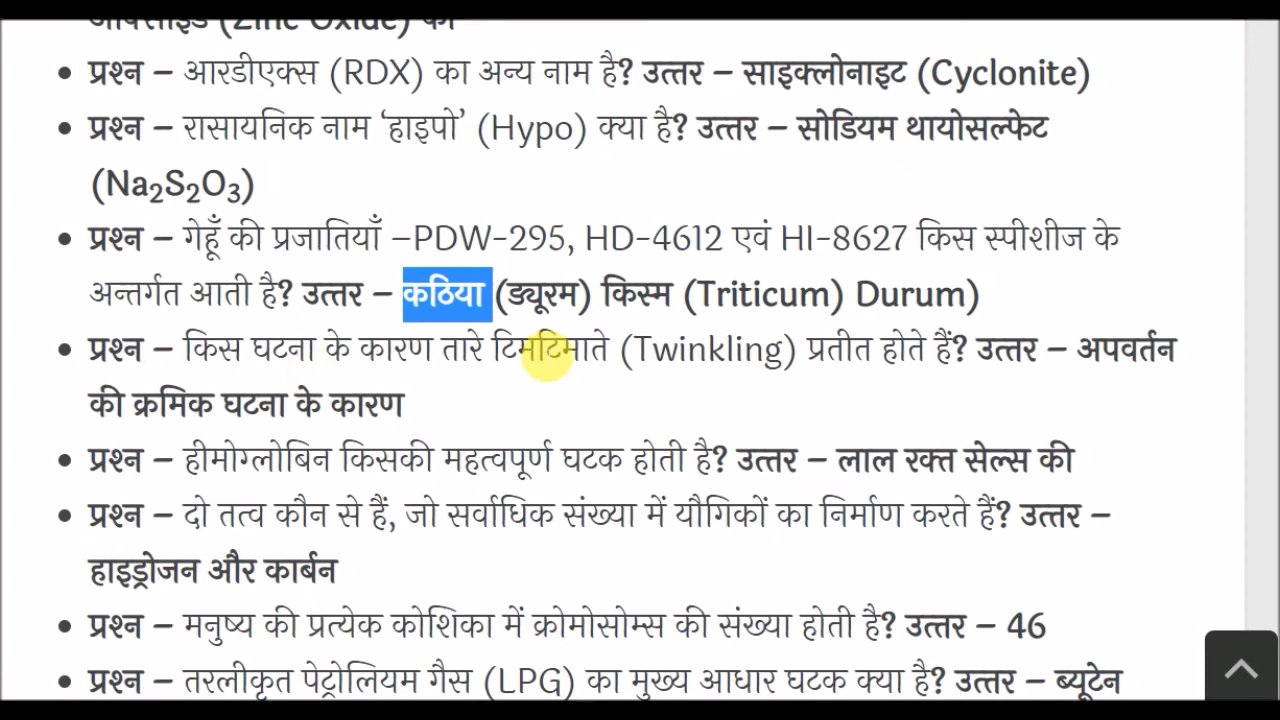 ऑक्साइड (Zinc Oxide) का
• प्रश्न – आरडीएक्स (RDX) का अन्य नाम है? उत्तर – साइक्लोनाइट (Cyclonite)
• प्रश्न – रासायनिक नाम ‘हाइपो’ (Hypo) क्या है? उत्तर – सोडियम थायोसल्फेट
(Na₂S₂O₃)
• प्रश्न – गेहूँ की प्रजातियाँ –PDW-295, HD-4612 एवं HI-8627 किस स्पीशीज के
अन्तर्गत आती है? उत्तर – कठिया (ड्यूरम) किस्म (Triticum) Durum)
• प्रश्न – किस घटना के कारण तारे टिमटिमाते (Twinkling) प्रतीत होते हैं? उत्तर – अपवर्तन
की क्रमिक घटना के कारण
• प्रश्न – हीमोग्लोबिन किसकी महत्वपूर्ण घटक होती है? उत्तर – लाल रक्त सेल्स की
• प्रश्न – दो तत्व कौन से हैं, जो सर्वाधिक संख्या में यौगिकों का निर्माण करते हैं? उत्तर –
हाइड्रोजन और कार्बन
• प्रश्न – मनुष्य की प्रत्येक कोशिका में क्रोमोसोम्स की संख्या होती है? उत्तर – 46
• प्रश्न – तरलीकृत पेट्रोलियम गैस (LPG) का मुख्य आधार घटक क्या है? उत्तर – ब्यूटेन